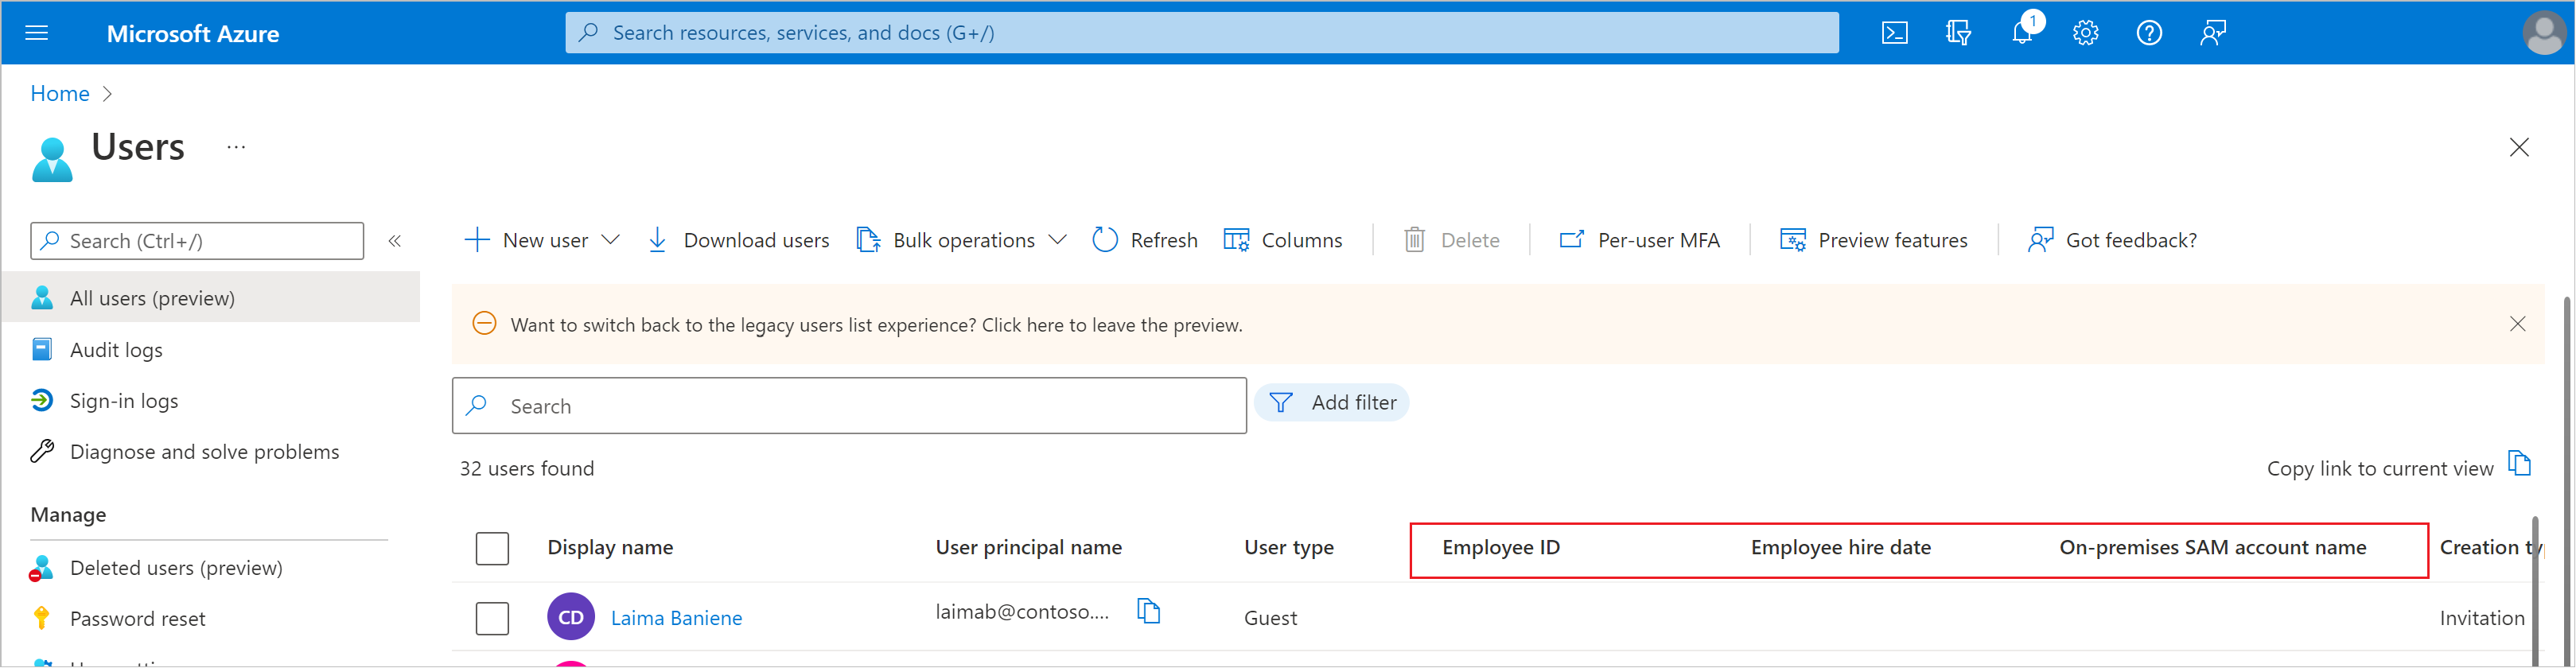 Microsoft Azure
Search resources, services, and docs (G+/)
1
Home
Users
...
Search (Ctrl+/)
New user
Download users
Bulk operations
Refresh
Columns
Delete
Per-user MFA
Preview features
Got feedback?
All users (preview)
Audit logs
Sign-in logs
Diagnose and solve problems
Manage
Deleted users (preview)
Password reset
Want to switch back to the legacy users list experience? Click here to leave the preview.
Search
Add filter
32 users found
Copy link to current view
Display name
User principal name
User type
Employee ID
Employee hire date
On-premises SAM account name
Creation
CD
Laima Baniene
laimab@contoso....
Guest
Invitation